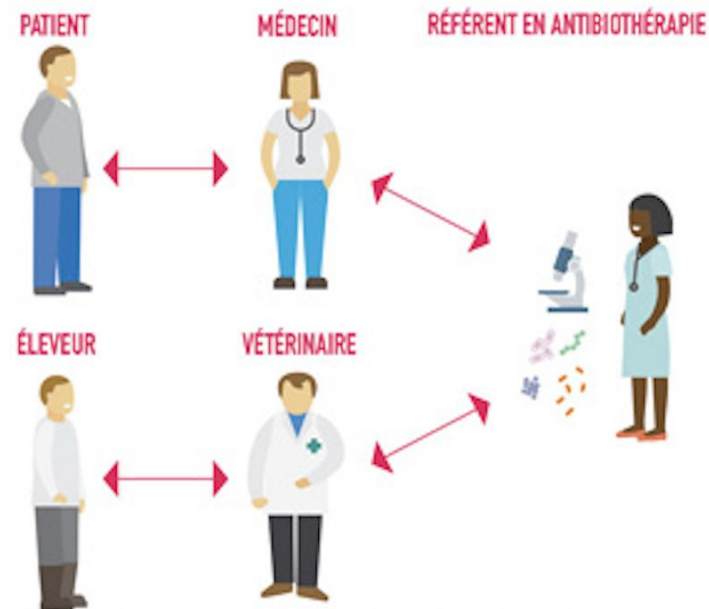 PATIENT
MÉDECIN
RÉFÉRENT EN ANTIBIOTHÉRAPIE
ÉLEVEUR
VÉTÉRINAIRE